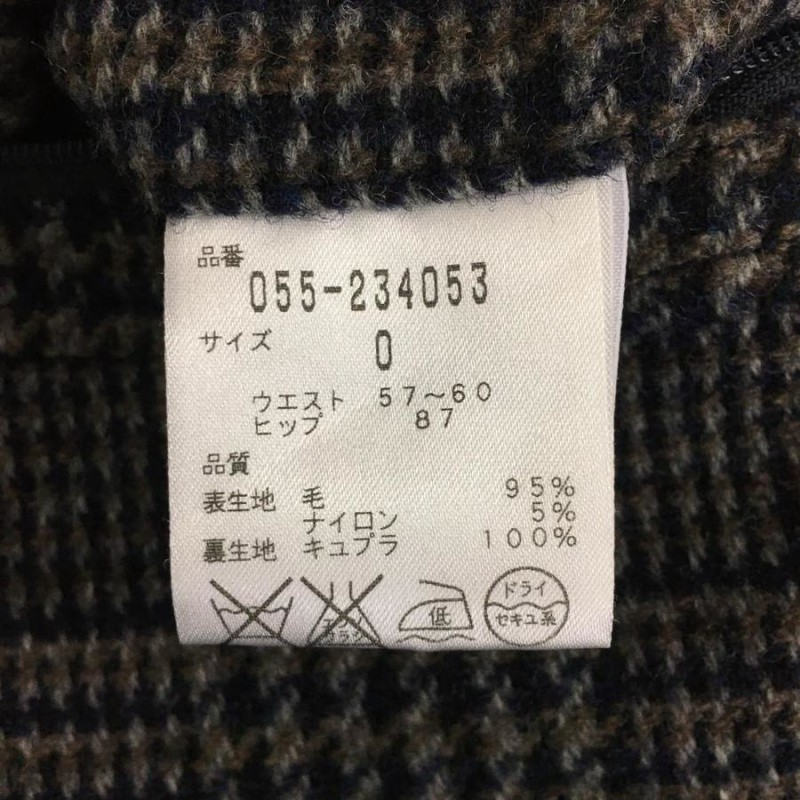 品番
055-234053
サイズ 0
ウエスト 57～60
ヒップ 87
品質
表生地 毛 95%
ナイロン 5%
裏生地 キュプラ 100%
低 ドライ
セキユ系